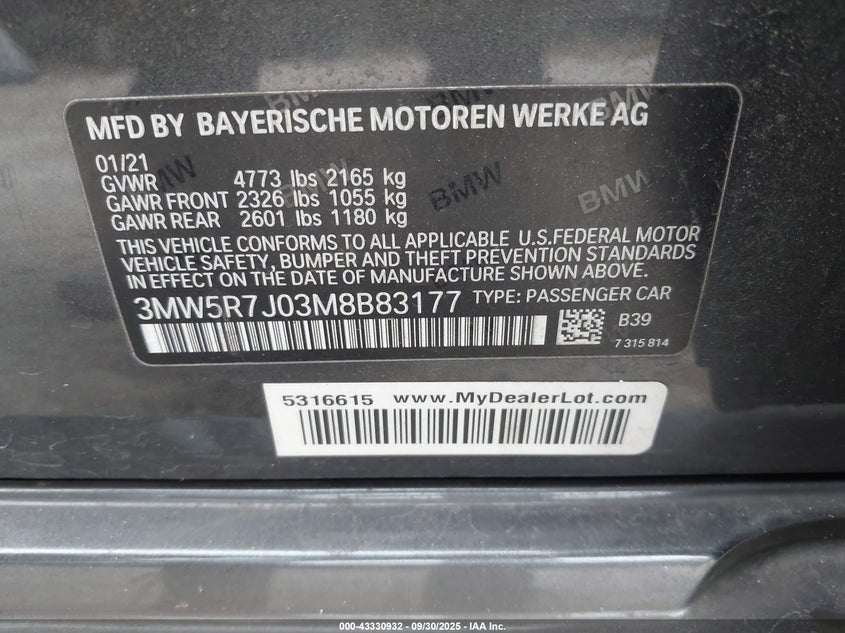 MFD BY BAYERISCHE MOTOREN WERKE AG
01/21
GVWR 4773 lbs 2165 kg
GAWR FRONT 2326 lbs 1055 kg
GAWR REAR 2601 lbs 1180 kg
THIS VEHICLE CONFORMS TO ALL APPLICABLE U.S.FEDERAL MOTOR
VEHICLE SAFETY, BUMPER AND THEFT PREVENTION STANDARDS
IN EFFECT ON THE DATE OF MANUFACTURE SHOWN ABOVE.
3MW5R7J03M8B83177 TYPE: PASSENGER CAR
B39
7 315 814
BMW
BMW
BMW
BMW
BMW
5316615 www.MyDealerLot.com
000-43330932 - 09/30/2025 - IAA Inc.